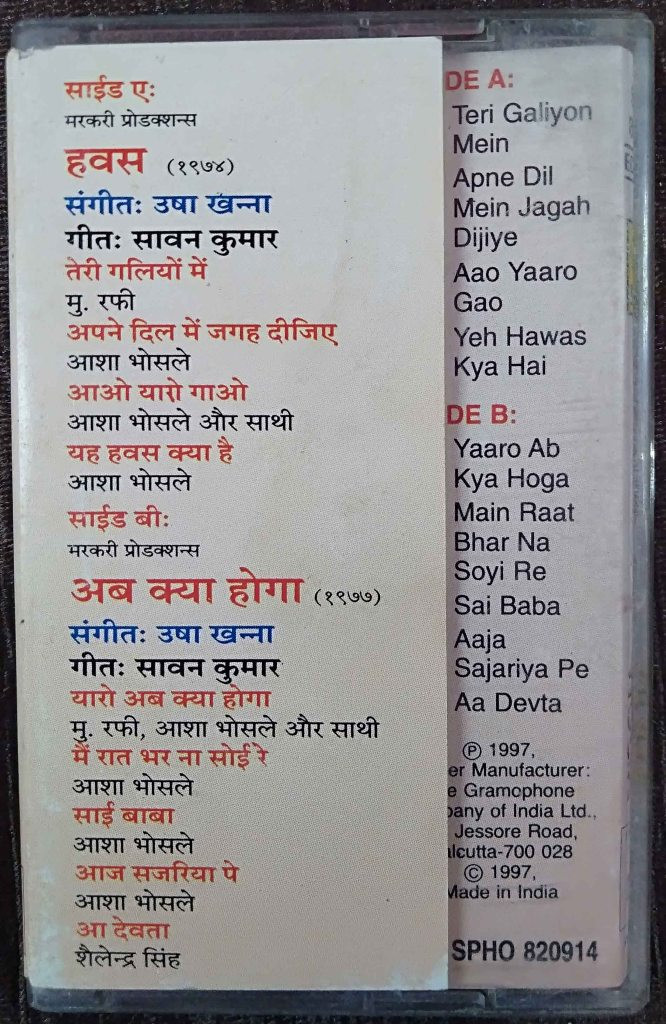 साईड ए:
मरकरी प्रोडक्शन्स
हवस (१९७४)
संगीत: उषा खन्ना
गीत: सावन कुमार
तेरी गलियों में
मु. रफी
अपने दिल में जगह दीजिए
आशा भोसले
आओ यारो गाओ
आशा भोसले और साथी
यह हवस क्या है
आशा भोसले
साईड बी:
मरकरी प्रोडक्शन्स
अब क्या होगा (१९७७)
संगीत: उषा खन्ना
गीत: सावन कुमार
यारो अब क्या होगा
मु. रफी, आशा भोसले और साथी
मैं रात भर ना सोई रे
आशा भोसले
साई बाबा
आशा भोसले
आज सजरिया पे
आशा भोसले
आ देवता
शैलेन्द्र सिंह
DE A:
Teri Galiyon
Mein
Apne Dil
Mein Jagah
Dijiye
Aao Yaaro
Gao
Yeh Hawas
Kya Hai
DE B:
Yaaro Ab
Kya Hoga
Main Raat
Bhar Na
Soyi Re
Sai Baba
Aaja
Sajariya Pe
Aa Devta
℗ 1997,
er Manufacturer:
e Gramophone
pany of India Ltd.,
Jessore Road,
lcutta-700 028
© 1997,
Made in India
SPHO 820914